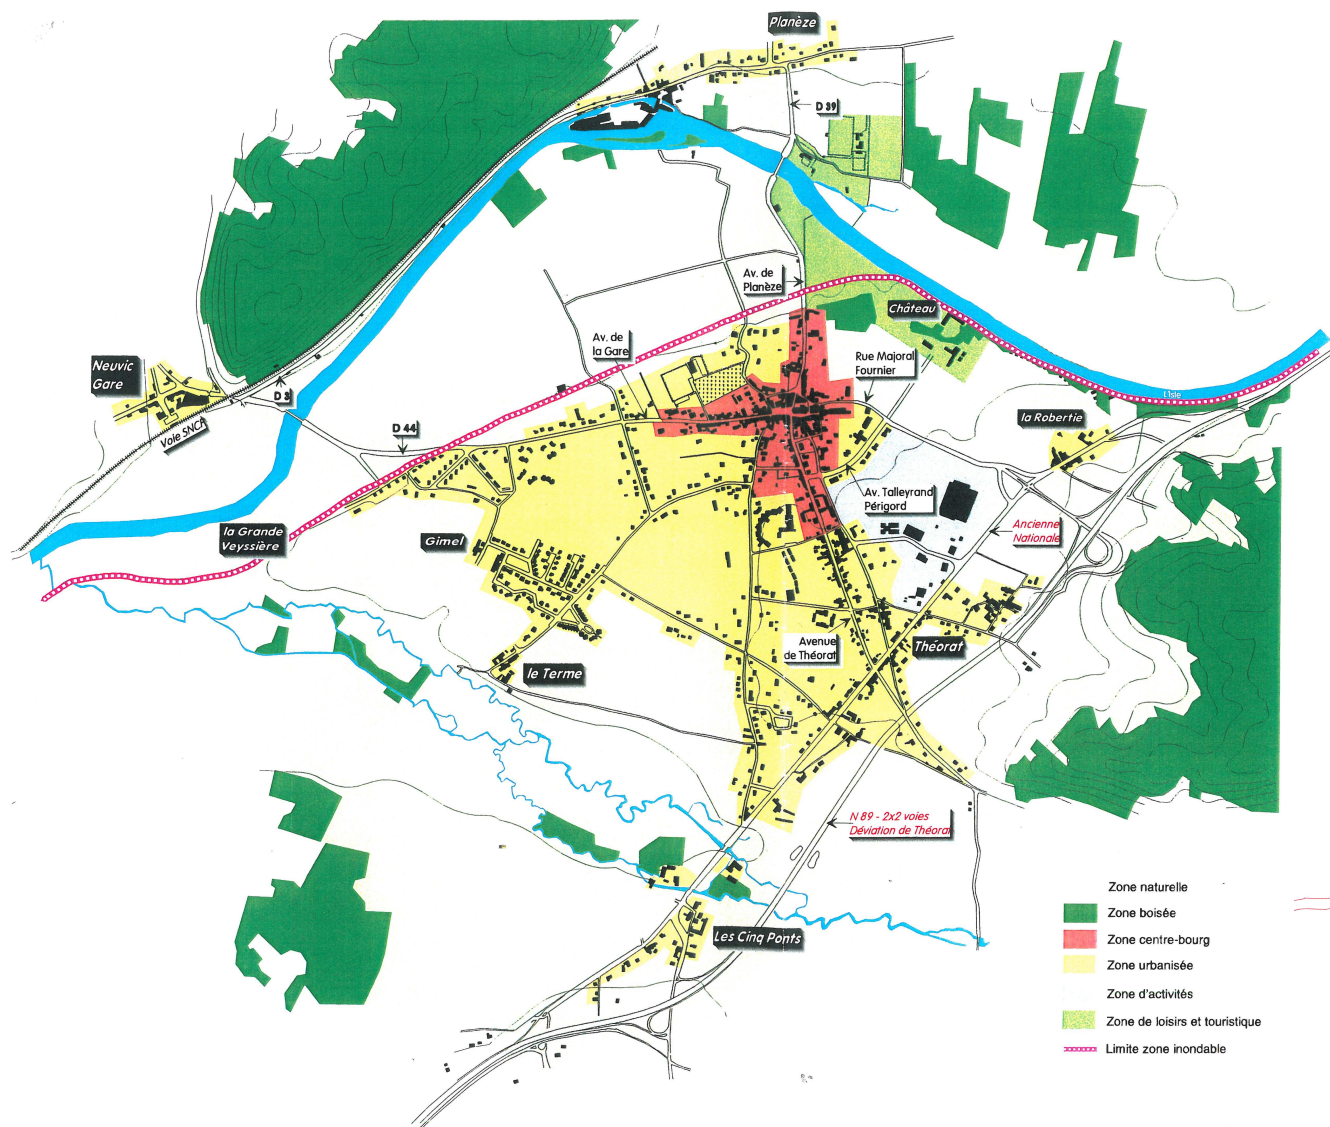 Planèze
D 39
Av. de
Planèze
Château
Av. de
la Gare
Rue Majoral
Fournier
Neuvic
Gare
D 3
Voie SNCF
L'Isle
la Robertie
D 44
Av. Talleyrand
Périgord
la Grande
Veyssière
Gimel
Ancienne
Nationale
Avenue
de Théorat
Théorat
le Terme
N 89 - 2x2 voies
Déviation de Théorat
Les Cinq Ponts
Zone naturelle
Zone boisée
Zone centre-bourg
Zone urbanisée
Zone d'activités
Zone de loisirs et touristique
Limite zone inondable